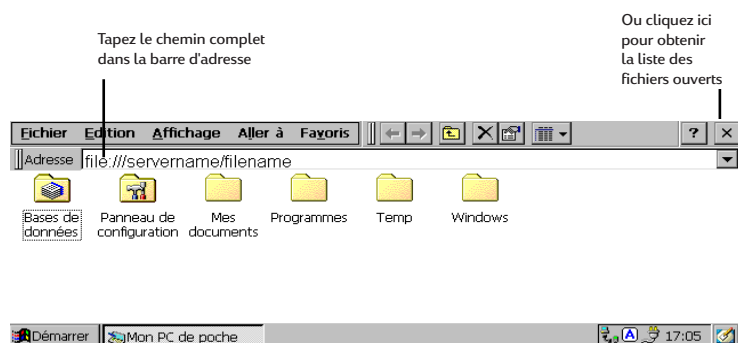 Tapez le chemin complet
dans la barre d'adresse
Ou cliquez ici
pour obtenir
la liste des
fichiers ouverts
Fichier Edition Affichage Aller à Favoris ? ×
Adresse file:///servername/filename
Bases de données
Panneau de configuration
Mes documents
Programmes
Temp
Windows
Démarrer Mon PC de poche A 17:05